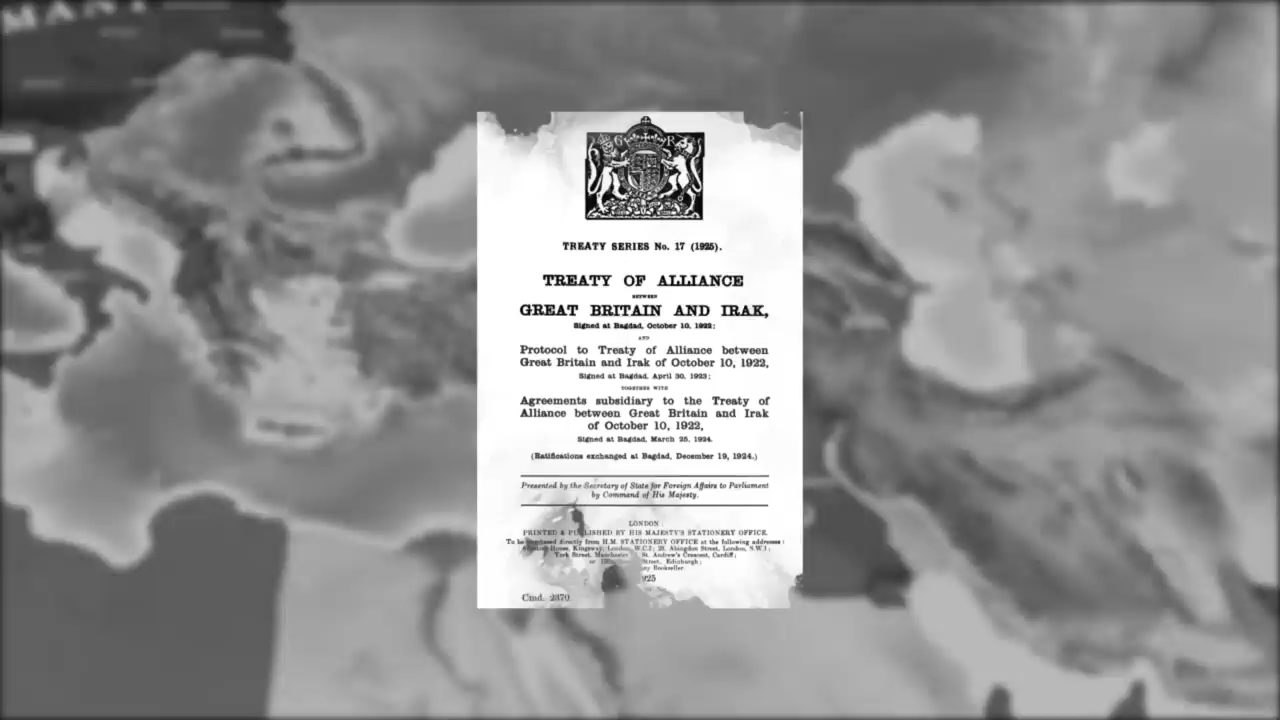 MANY
G R
TREATY SERIES No. 17 (1925).
TREATY OF ALLIANCE
BETWEEN
GREAT BRITAIN AND IRAK,
Signed at Bagdad, October 10, 1922;
AND
Protocol to Treaty of Alliance between
Great Britain and Irak of October 10, 1922,
Signed at Bagdad, April 30, 1923;
TOGETHER WITH
Agreements subsidiary to the Treaty of
Alliance between Great Britain and Irak
of October 10, 1922,
Signed at Bagdad, March 25, 1924.
(Ratifications exchanged at Bagdad, December 19, 1924.)
Presented by the Secretary of State for Foreign Affairs to Parliament
by Command of His Majesty.
LONDON:
PRINTED & PUBLISHED BY HIS MAJESTY'S STATIONERY OFFICE.
To be purchased directly from H.M. STATIONERY OFFICE at the following addresses:
House, Kingsway, London, W.C.2; 28, Abingdon Street, London, S.W.1;
York Street, Manchester St. Andrew's Crescent, Cardiff;
or Street, Edinburgh;
ny Bookseller
925
Cmd. 2370